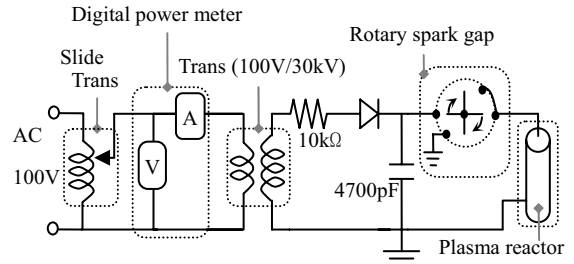 Digital power meter
Rotary spark gap
Slide
Trans
Trans (100V/30kV)
AC
100V
A
V
10kΩ
4700pF
Plasma reactor